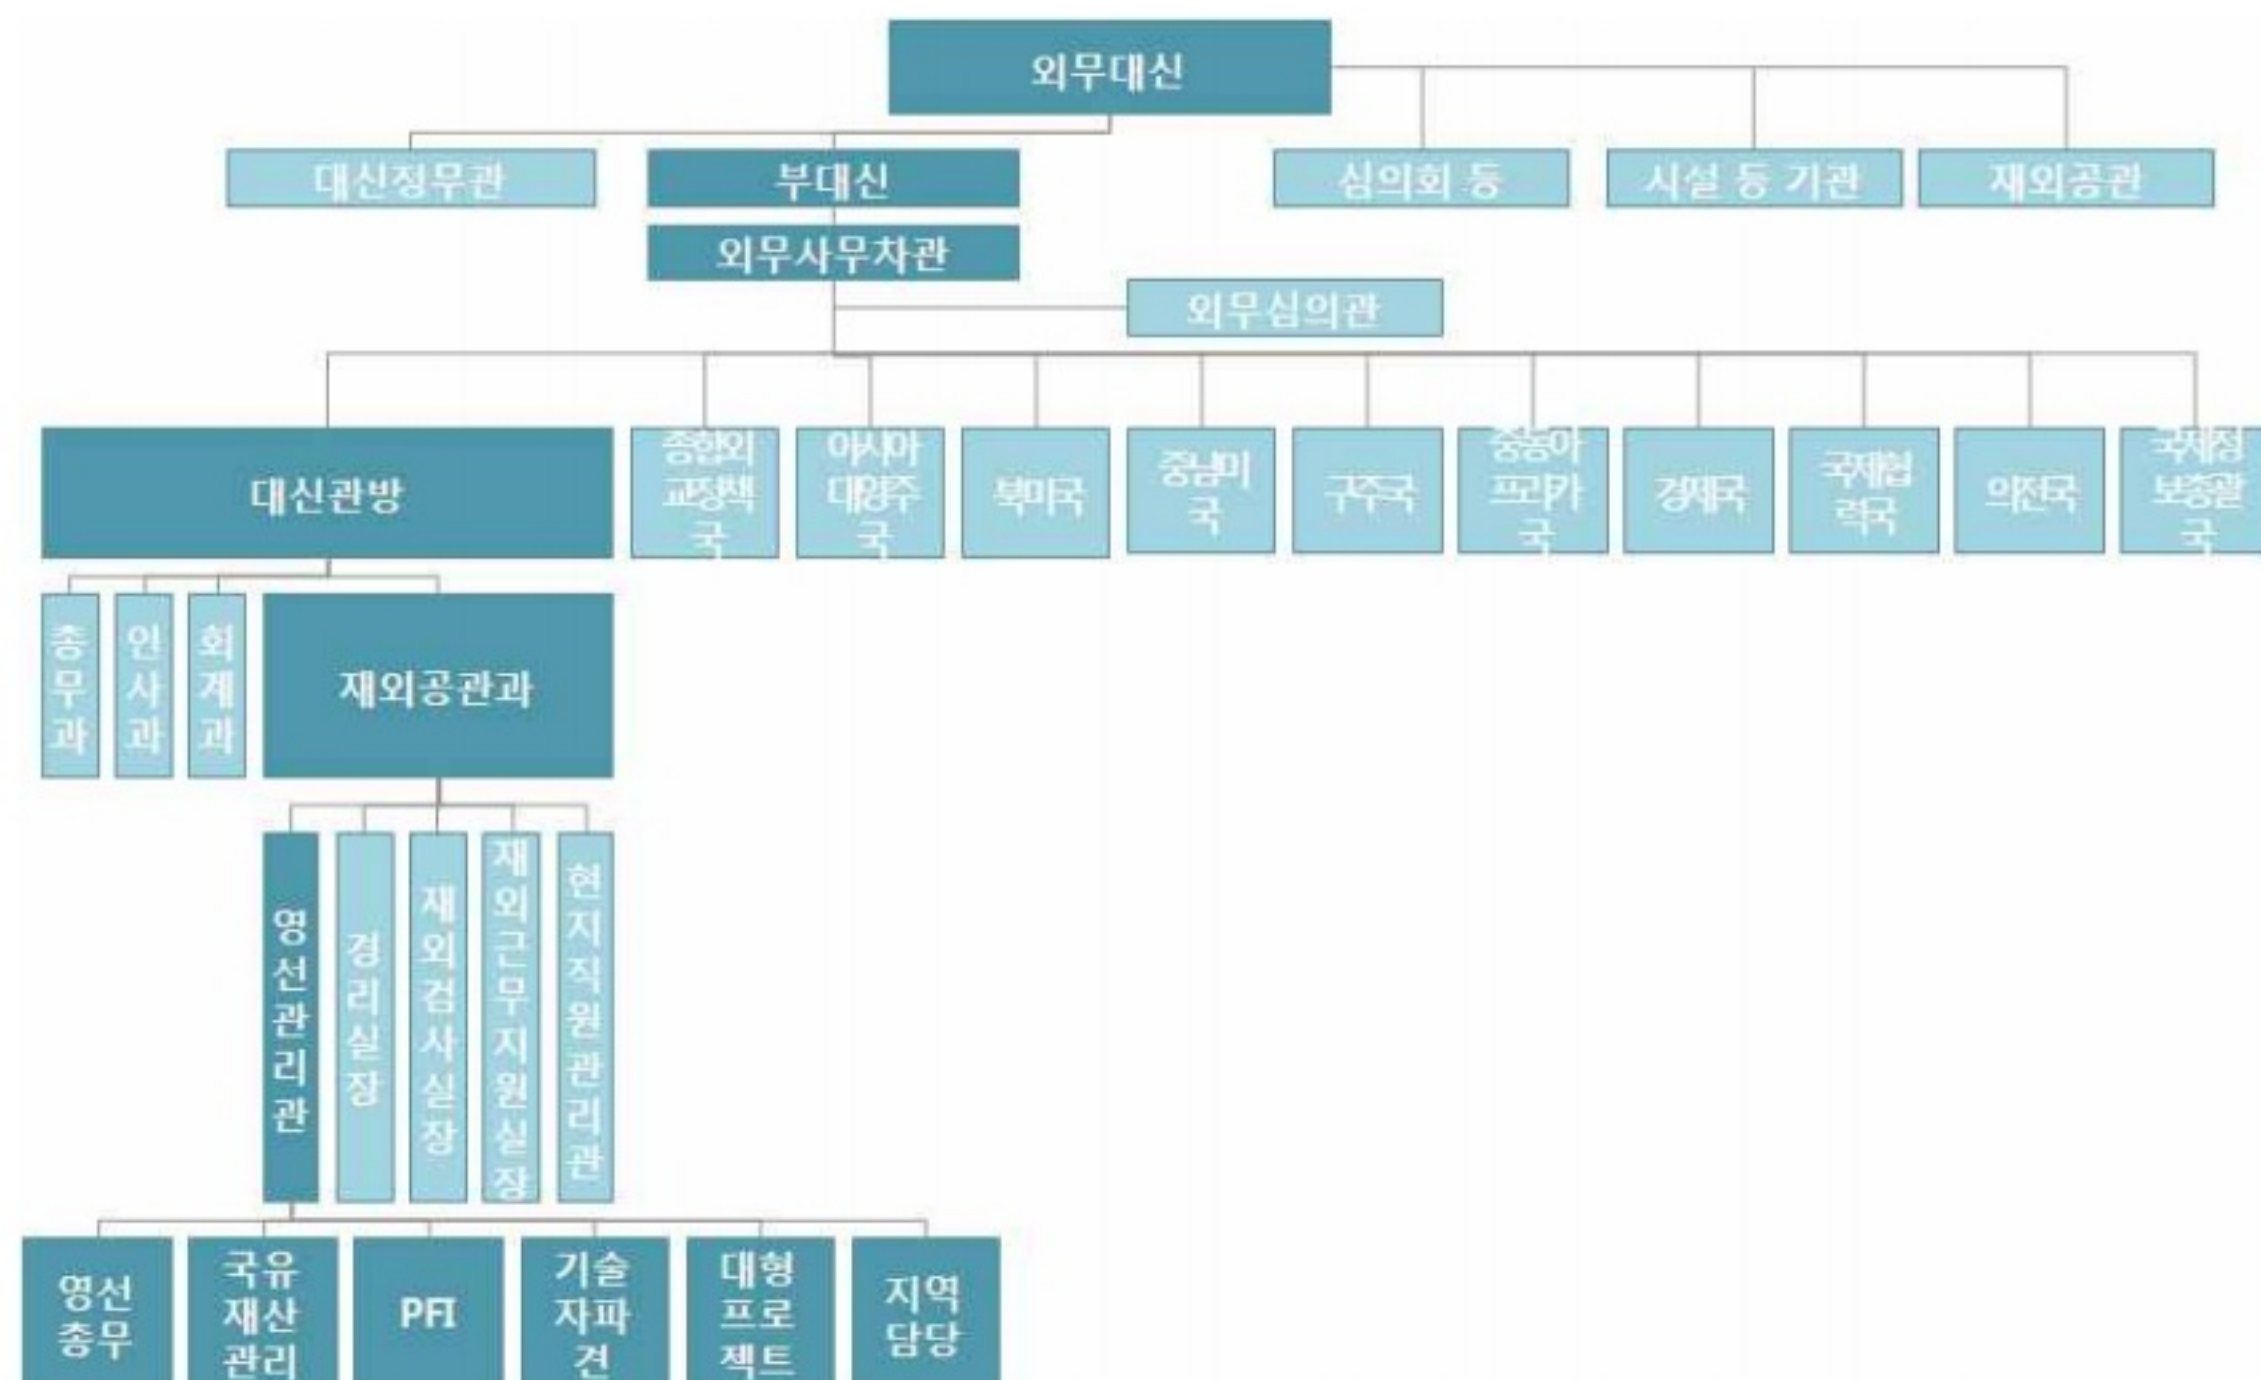 외무대신
대신정무관
부대신
심의회 등
시설 등 기관
재외공관
외무사무차관
외무심의관
대신관방
종합외
교정책
국
아시아
대양주
국
북미국
중남미
국
구주국
중동아
프리카
국
경제국
국제협
력국
의전국
국제정
보총괄
국
총무과
인사과
회계과
재외공관과
영선관리관
경리실장
재외검사실장
재외근무지원실장
현지직원관리관
영선
총무
국유
재산
관리
PFI
기술
자파
견
대형
프로
젝트
지역
담당